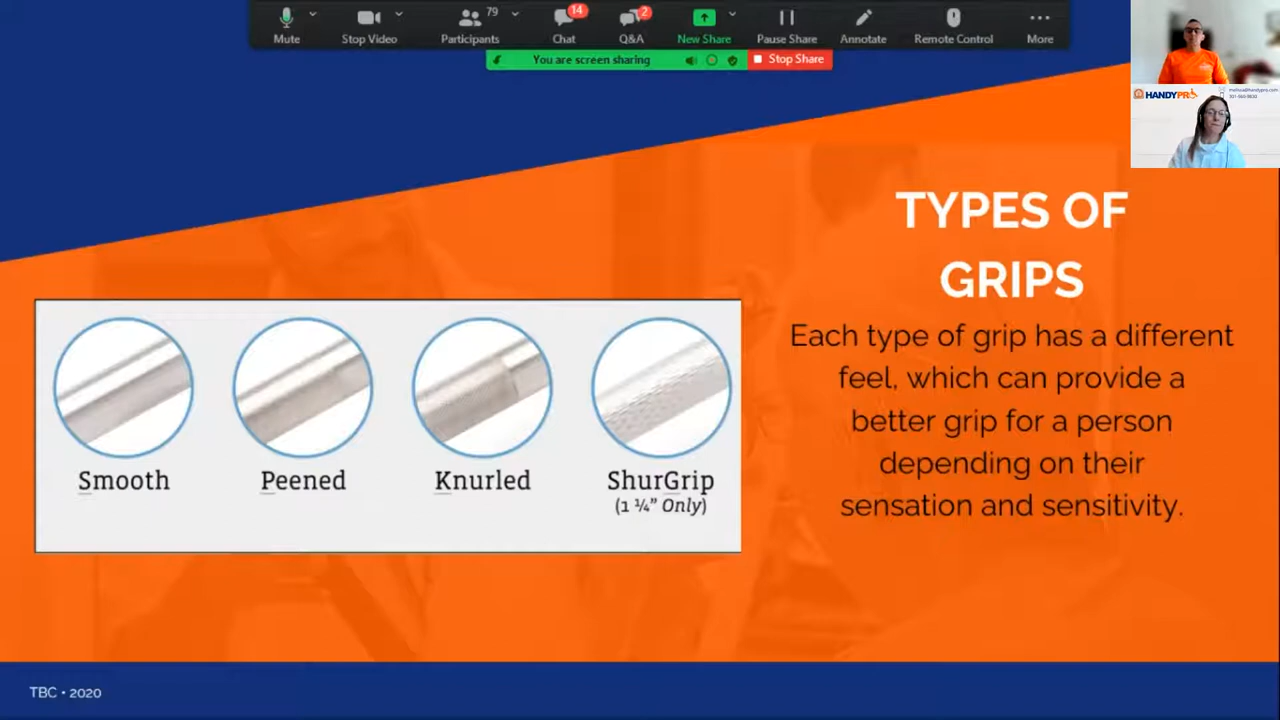 79
14
2
Mute
Stop Video
Participants
Chat
Q&A
New Share
Pause Share
Annotate
Remote Control
More
You are screen sharing
Stop Share
HANDYPRO
TYPES OF
GRIPS
Each type of grip has a different
feel, which can provide a
better grip for a person
depending on their
sensation and sensitivity.
Smooth
Peened
Knurled
ShurGrip
(1 ¼” Only)
TBC • 2020